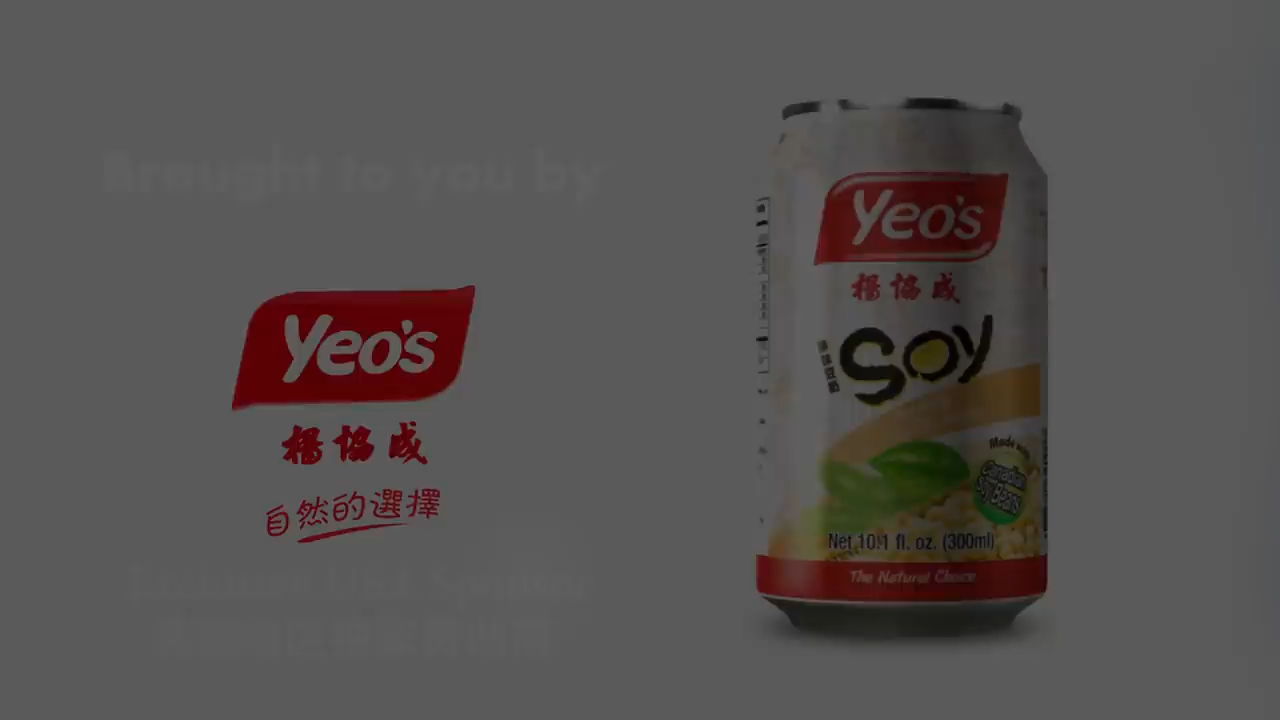 Brought to you by
Yeo's
楊協成
自然的選擇
Yeo's
楊協成
SOY
Made with
Canadian
Soy Beans
Net 10.1 fl. oz. (300ml)
The Natural Choice